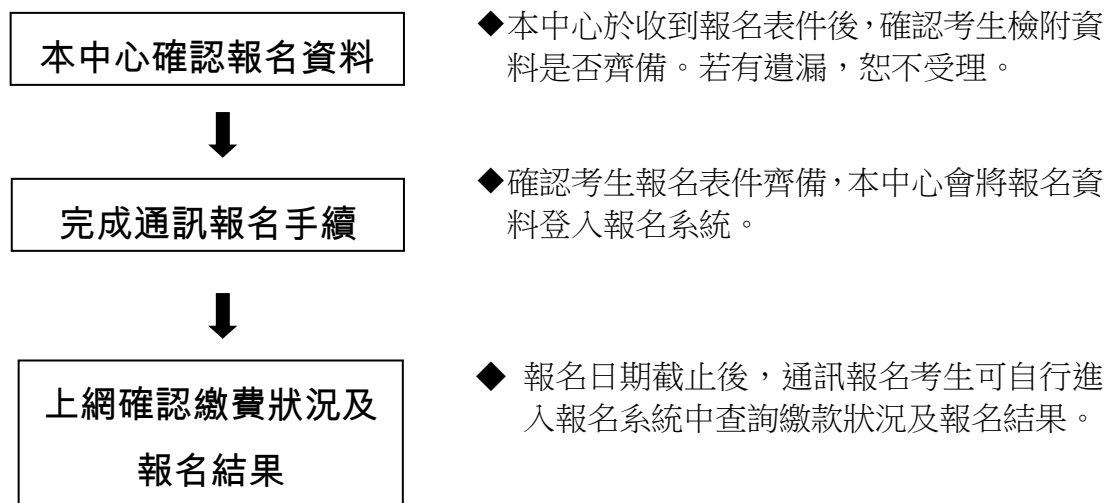 本中心確認報名資料
◆本中心於收到報名表件後，確認考生檢附資
料是否齊備。若有遺漏，恕不受理。
完成通訊報名手續
◆確認考生報名表件齊備，本中心會將報名資
料登入報名系統。
上網確認繳費狀況及
報名結果
◆ 報名日期截止後，通訊報名考生可自行進
入報名系統中查詢繳款狀況及報名結果。